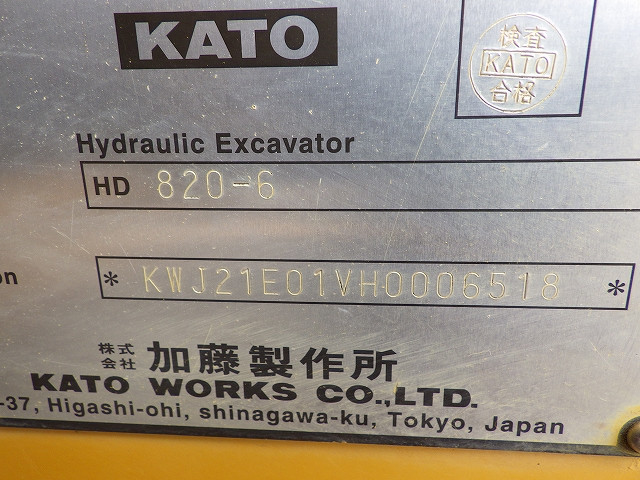 KATO
検査
KATO
合格
Hydraulic Excavator
HD 820-6
on
* KWJ21E01VH0006518 *
株式会社 加藤製作所
KATO WORKS CO.,LTD.
-37, Higashi-ohi, shinagawa-ku, Tokyo, Japan